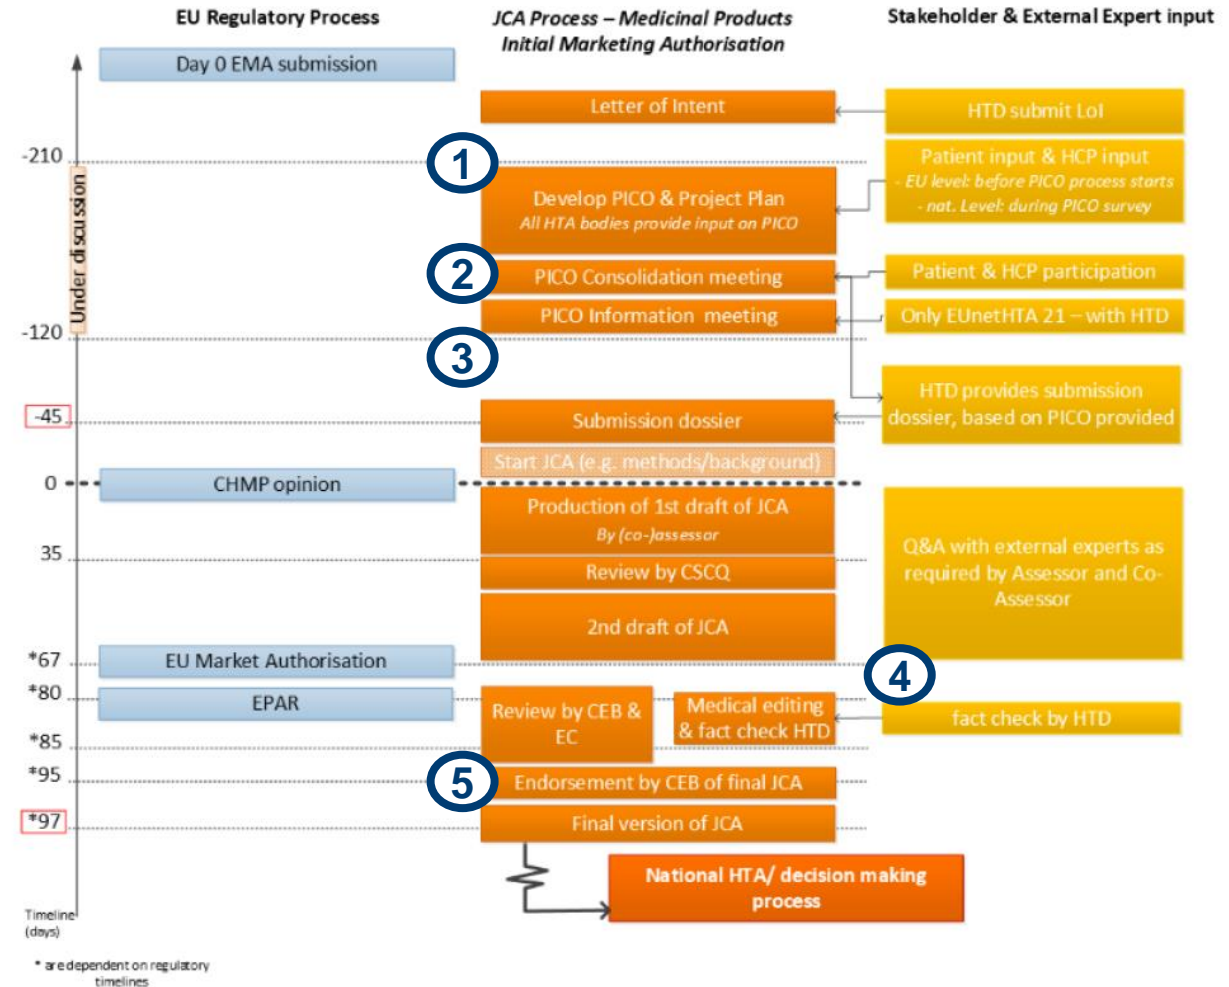 EU Regulatory Process
JCA Process – Medicinal Products
Initial Marketing Authorisation
Stakeholder & External Expert input
Day 0 EMA submission
Letter of Intent
HTD submit LoI
-210
1
Patient input & HCP input
- EU level: before PICO process starts
- nat. Level: during PICO survey
Under discussion
Develop PICO & Project Plan
All HTA bodies provide input on PICO
2
PICO Consolidation meeting
Patient & HCP participation
PICO Information meeting
Only EUnetHTA 21 – with HTD
-120
3
HTD provides submission
dossier, based on PICO provided
-45
Submission dossier
Start JCA (e.g. methods/background)
0
CHMP opinion
Production of 1st draft of JCA
By (co-)assessor
35
Review by CSCQ
Q&A with external experts as
required by Assessor and Co-
Assessor
2nd draft of JCA
*67
EU Market Authorisation
4
*80
EPAR
Review by CEB &
EC
Medical editing
& fact check HTD
fact check by HTD
*85
*95
5
Endorsement by CEB of final JCA
*97
Final version of JCA
National HTA/ decision making
process
Timeline
(days)
* are dependent on regulatory
timelines